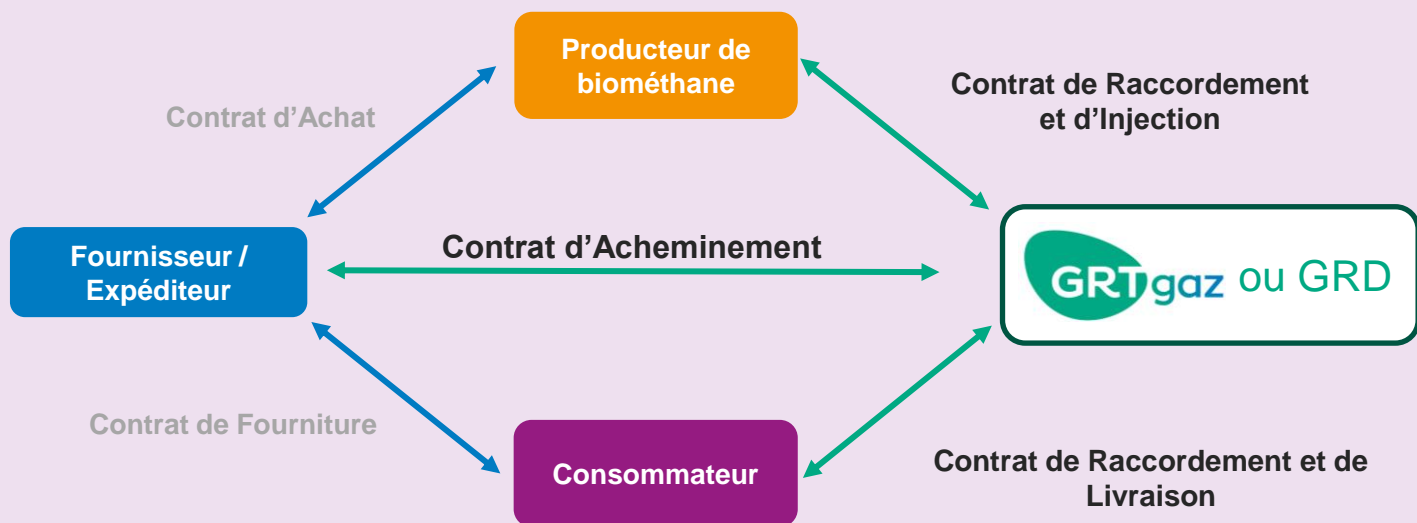 Producteur de
biométhane
Contrat de Raccordement
et d’Injection
Contrat d’Achat
Fournisseur /
Expéditeur
Contrat d’Acheminement
GRTgaz ou GRD
Contrat de Fourniture
Consommateur
Contrat de Raccordement et de
Livraison